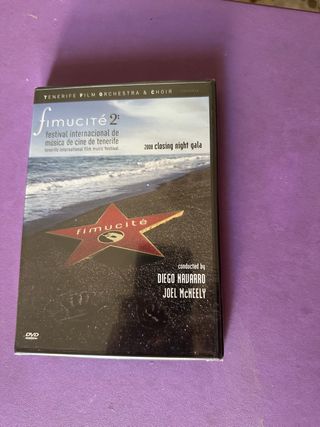 TENERIFE FILM ORCHESTRA & CHOIR
fimucité 2:
festival internacional de
música de cine de tenerife
tenerife international film music festival
2008 closing night gala
fimucité
conducted by
DIEGO NAVARRO
JOEL McNEELY
DVD